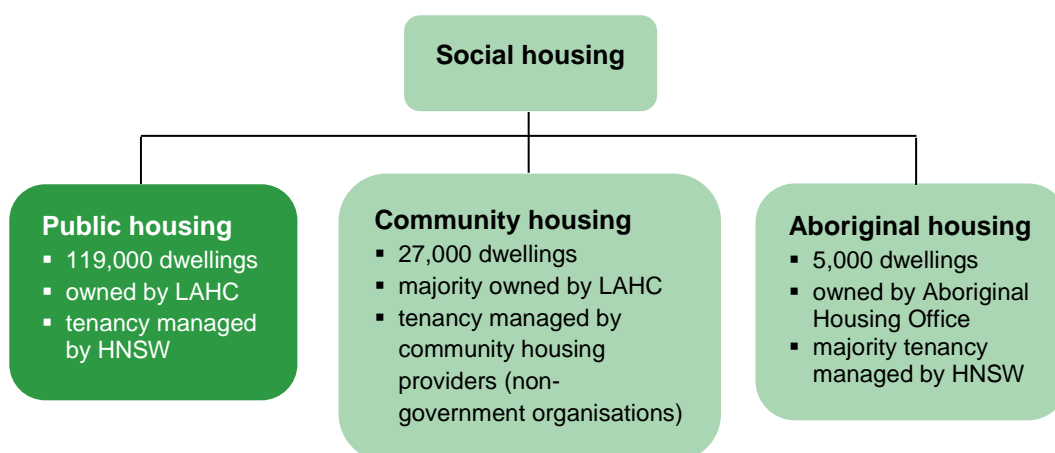 Social housing
Public housing
▪ 119,000 dwellings
▪ owned by LAHC
▪ tenancy managed
by HNSW
Community housing
▪ 27,000 dwellings
▪ majority owned by LAHC
▪ tenancy managed by
community housing
providers (non-
government organisations)
Aboriginal housing
▪ 5,000 dwellings
▪ owned by Aboriginal
Housing Office
▪ majority tenancy
managed by HNSW